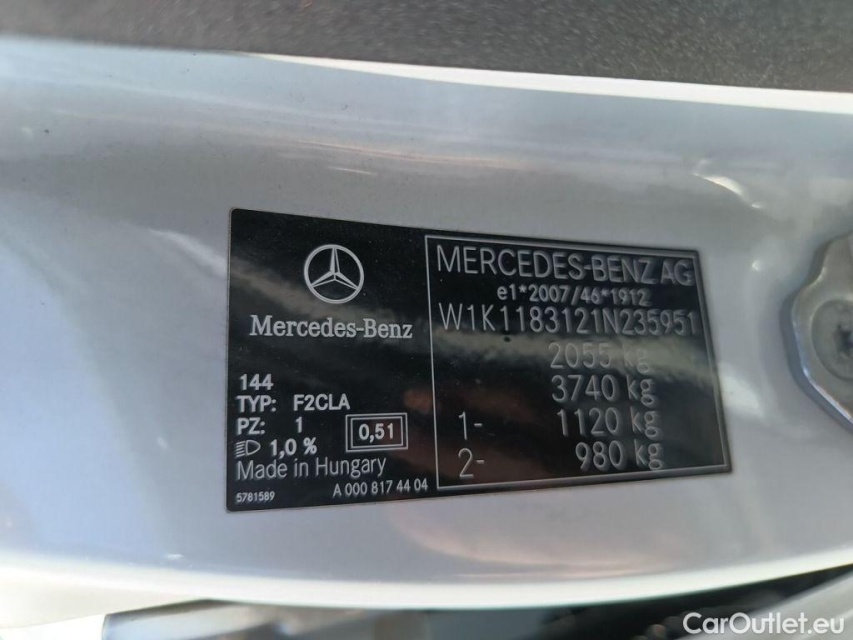 Mercedes-Benz
144
TYP: F2CLA
PZ: 1
1,0 %
0,51
Made in Hungary
5781589
A 000 817 44 04
MERCEDES-BENZ AG
e1*2007/46*1912
W1K1183121N235951
2055 kg
3740 kg
1- 1120 kg
2- 980 kg
CarOutlet.eu